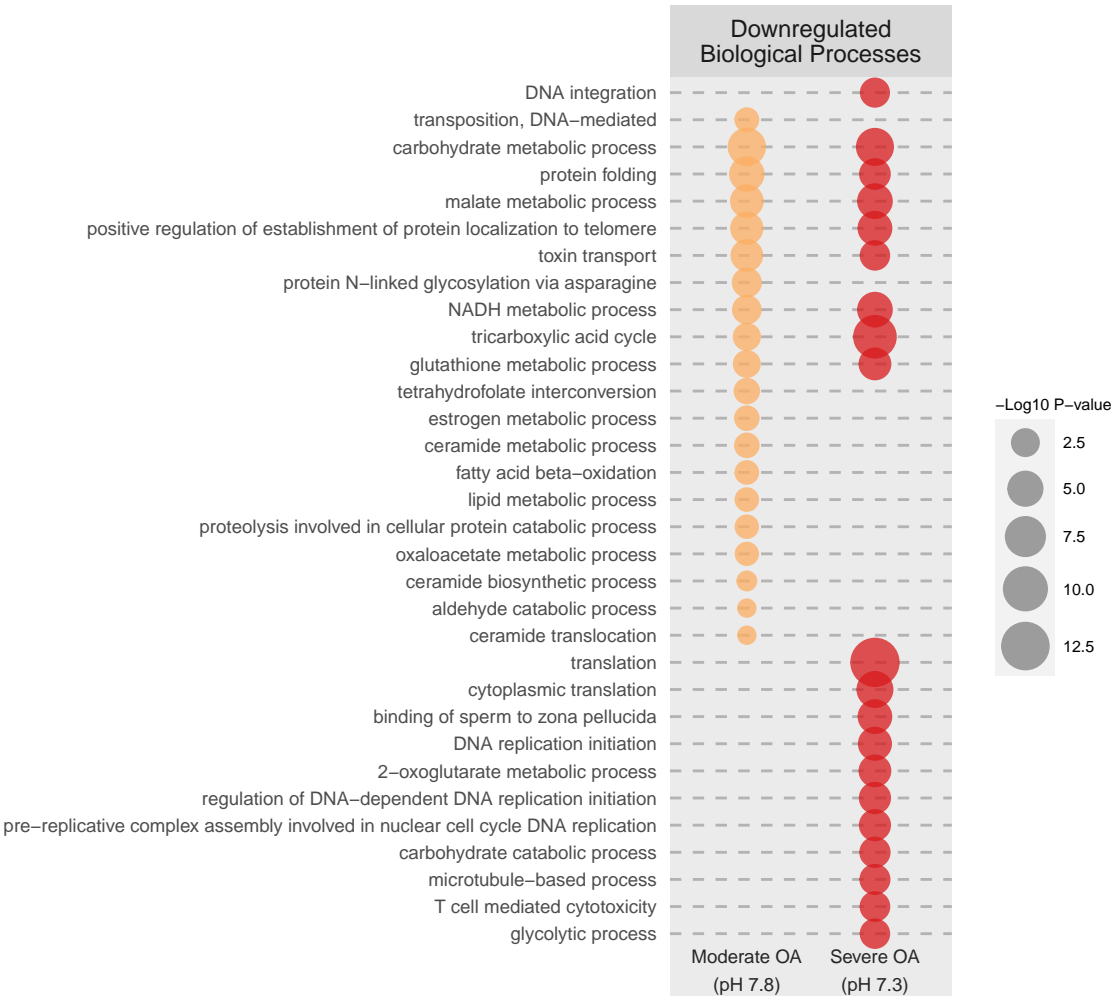 Downregulated
Biological Processes
DNA integration
transposition, DNA−mediated
carbohydrate metabolic process
protein folding
malate metabolic process
positive regulation of establishment of protein localization to telomere
toxin transport
protein N−linked glycosylation via asparagine
NADH metabolic process
tricarboxylic acid cycle
glutathione metabolic process
tetrahydrofolate interconversion
estrogen metabolic process
ceramide metabolic process
fatty acid beta−oxidation
lipid metabolic process
proteolysis involved in cellular protein catabolic process
oxaloacetate metabolic process
ceramide biosynthetic process
aldehyde catabolic process
ceramide translocation
translation
cytoplasmic translation
binding of sperm to zona pellucida
DNA replication initiation
2−oxoglutarate metabolic process
regulation of DNA−dependent DNA replication initiation
pre−replicative complex assembly involved in nuclear cell cycle DNA replication
carbohydrate catabolic process
microtubule−based process
T cell mediated cytotoxicity
glycolytic process
Moderate OA
(pH 7.8)
Severe OA
(pH 7.3)
−Log10 P−value
2.5
5.0
7.5
10.0
12.5